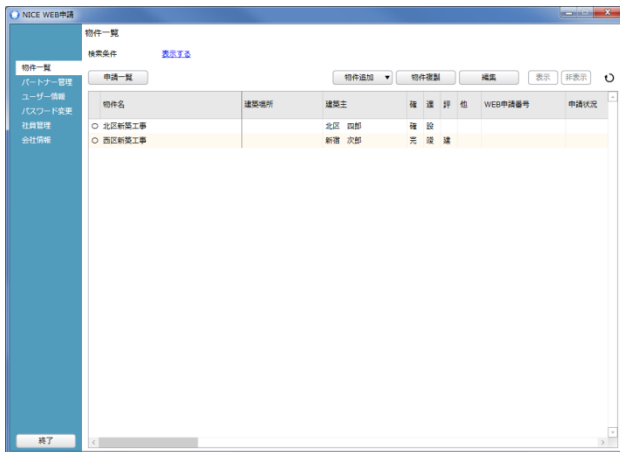 NICE WEB申請
物件一覧
検索条件 表示する
物件一覧
パートナー管理
ユーザー情報
パスワード変更
社員管理
会社情報
申請一覧 物件追加 ▼ 物件複製 編集 表示 非表示
物件名 建築場所 建築主 確 適 評 他 WEB申請番号 申請状況
北区新築工事 北区 四郎 確 設
西区新築工事 新宿 次郎 完 竣 建
終了